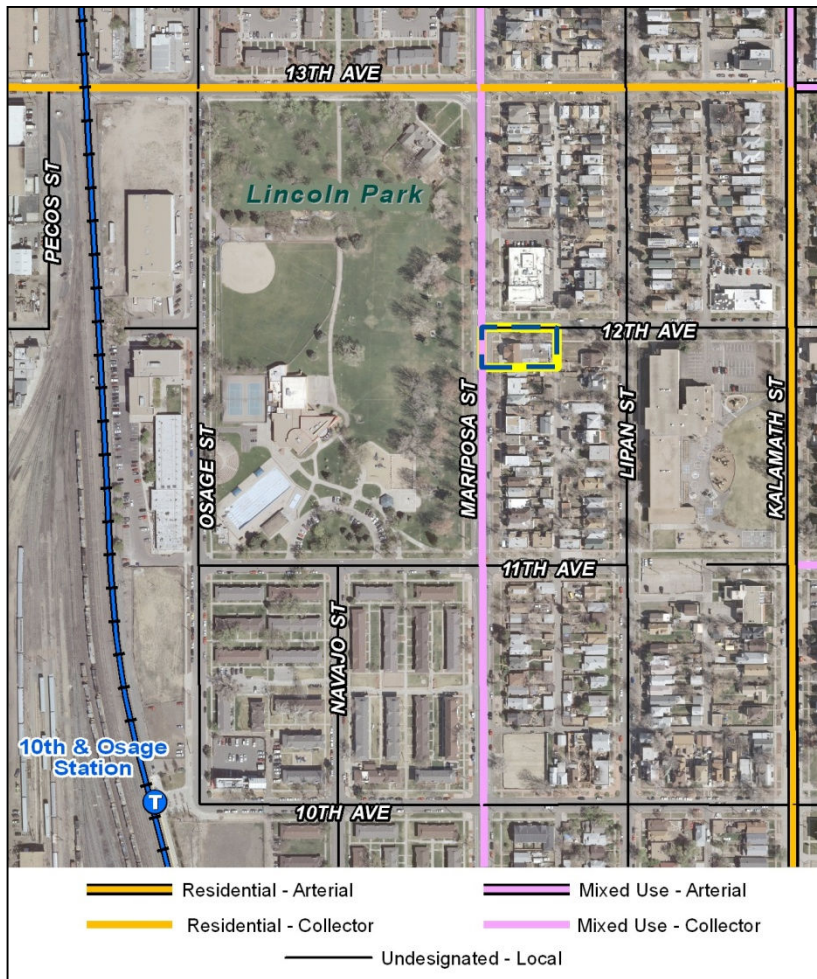 13TH AVE
PECOS ST
Lincoln Park
12TH AVE
OSAGE ST
MARIPOSA ST
LIPAN ST
KALAMATH ST
11TH AVE
NAVAJO ST
10th & Osage
Station
T
10TH AVE
Residential - Arterial
Mixed Use - Arterial
Residential - Collector
Mixed Use - Collector
Undesignated - Local